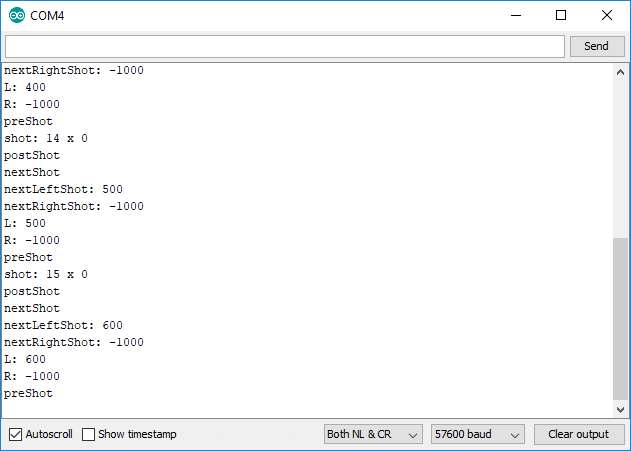 COM4
Send
nextRightShot: -1000
L: 400
R: -1000
preShot
shot: 14 x 0
postShot
nextShot
nextLeftShot: 500
nextRightShot: -1000
L: 500
R: -1000
preShot
shot: 15 x 0
postShot
nextShot
nextLeftShot: 600
nextRightShot: -1000
L: 600
R: -1000
preShot
Autoscroll Show timestamp Both NL & CR 57600 baud Clear output